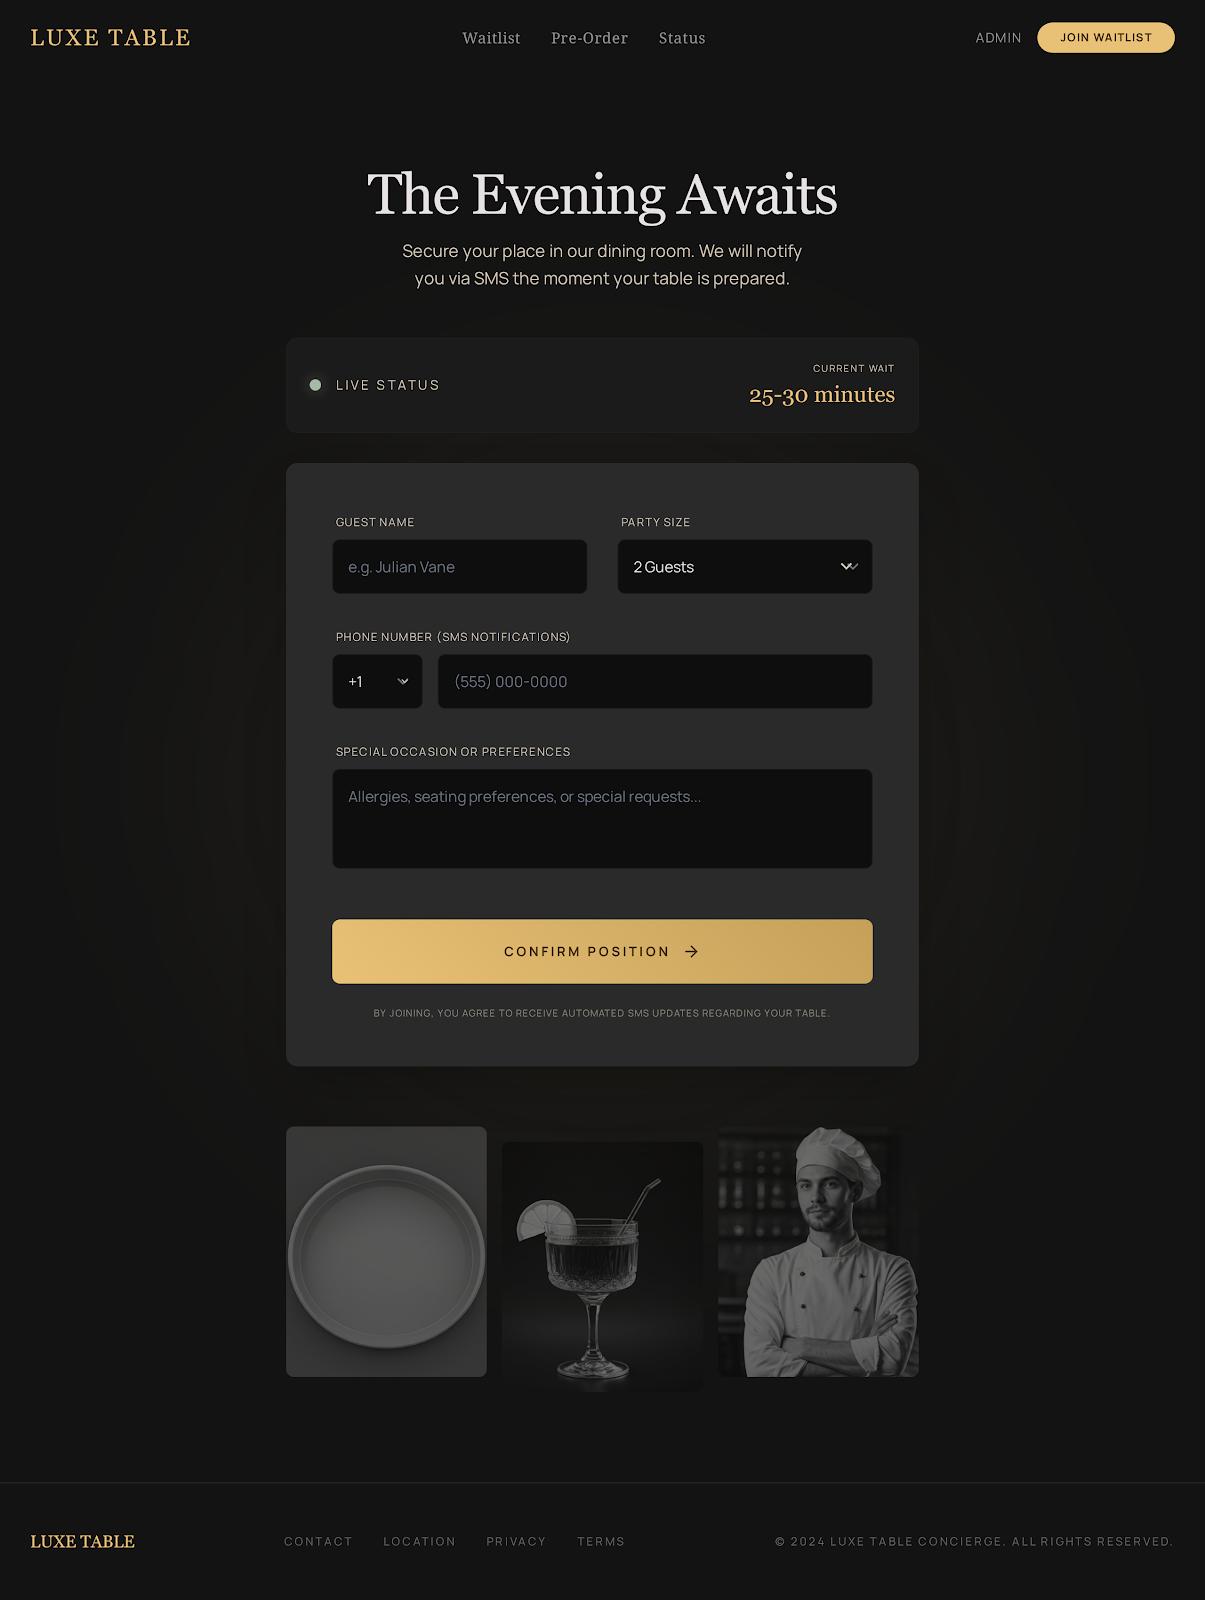 LUXE TABLE
Waitlist
Pre-Order
Status
ADMIN
JOIN WAITLIST
The Evening Awaits
Secure your place in our dining room. We will notify
you via SMS the moment your table is prepared.
LIVE STATUS
CURRENT WAIT
25-30 minutes
GUEST NAME
PARTY SIZE
e.g. Julian Vane
2 Guests
PHONE NUMBER (SMS NOTIFICATIONS)
+1
(555) 000-0000
SPECIAL OCCASION OR PREFERENCES
Allergies, seating preferences, or special requests...
CONFIRM POSITION →
BY JOINING, YOU AGREE TO RECEIVE AUTOMATED SMS UPDATES REGARDING YOUR TABLE.
LUXE TABLE
CONTACT
LOCATION
PRIVACY
TERMS
© 2024 LUXE TABLE CONCIERGE. ALL RIGHTS RESERVED.